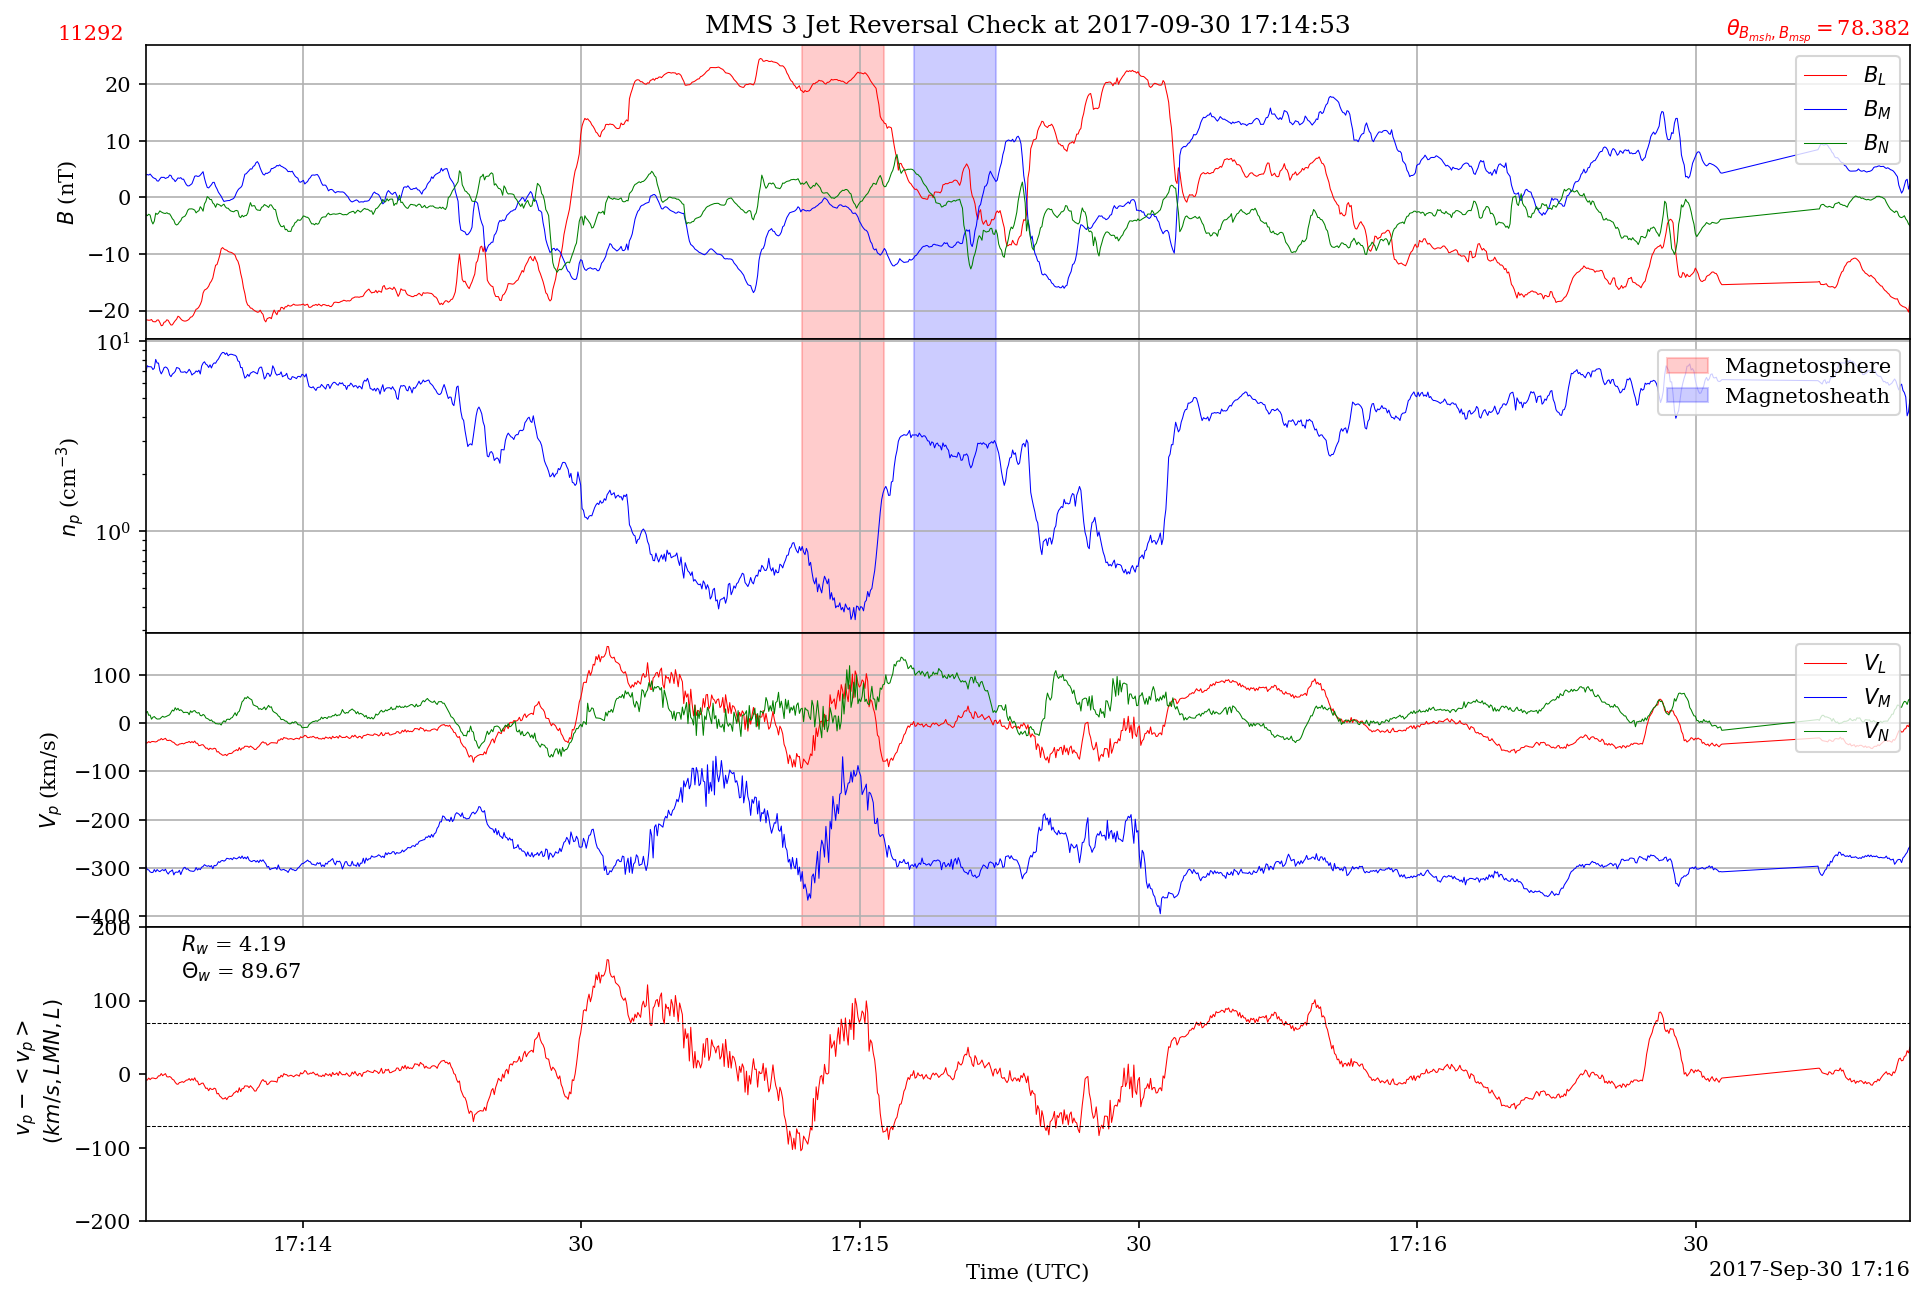 MMS 3 Jet Reversal Check at 2017-09-30 17:14:53
11292
θ_{B_{msh}, B_{msp}} = 78.382
20
10
0
−10
−20
B (nT)
B_L
B_M
B_N
10^1
10^0
n_p (cm^{−3})
Magnetosphere
Magnetosheath
100
0
−100
−200
−300
−400
V_p (km/s)
V_L
V_M
V_N
200
100
0
−100
−200
v_p − < v_p >
(km/s, LMN, L)
R_w = 4.19
Θ_w = 89.67
17:14
30
17:15
30
17:16
30
Time (UTC)
2017-Sep-30 17:16